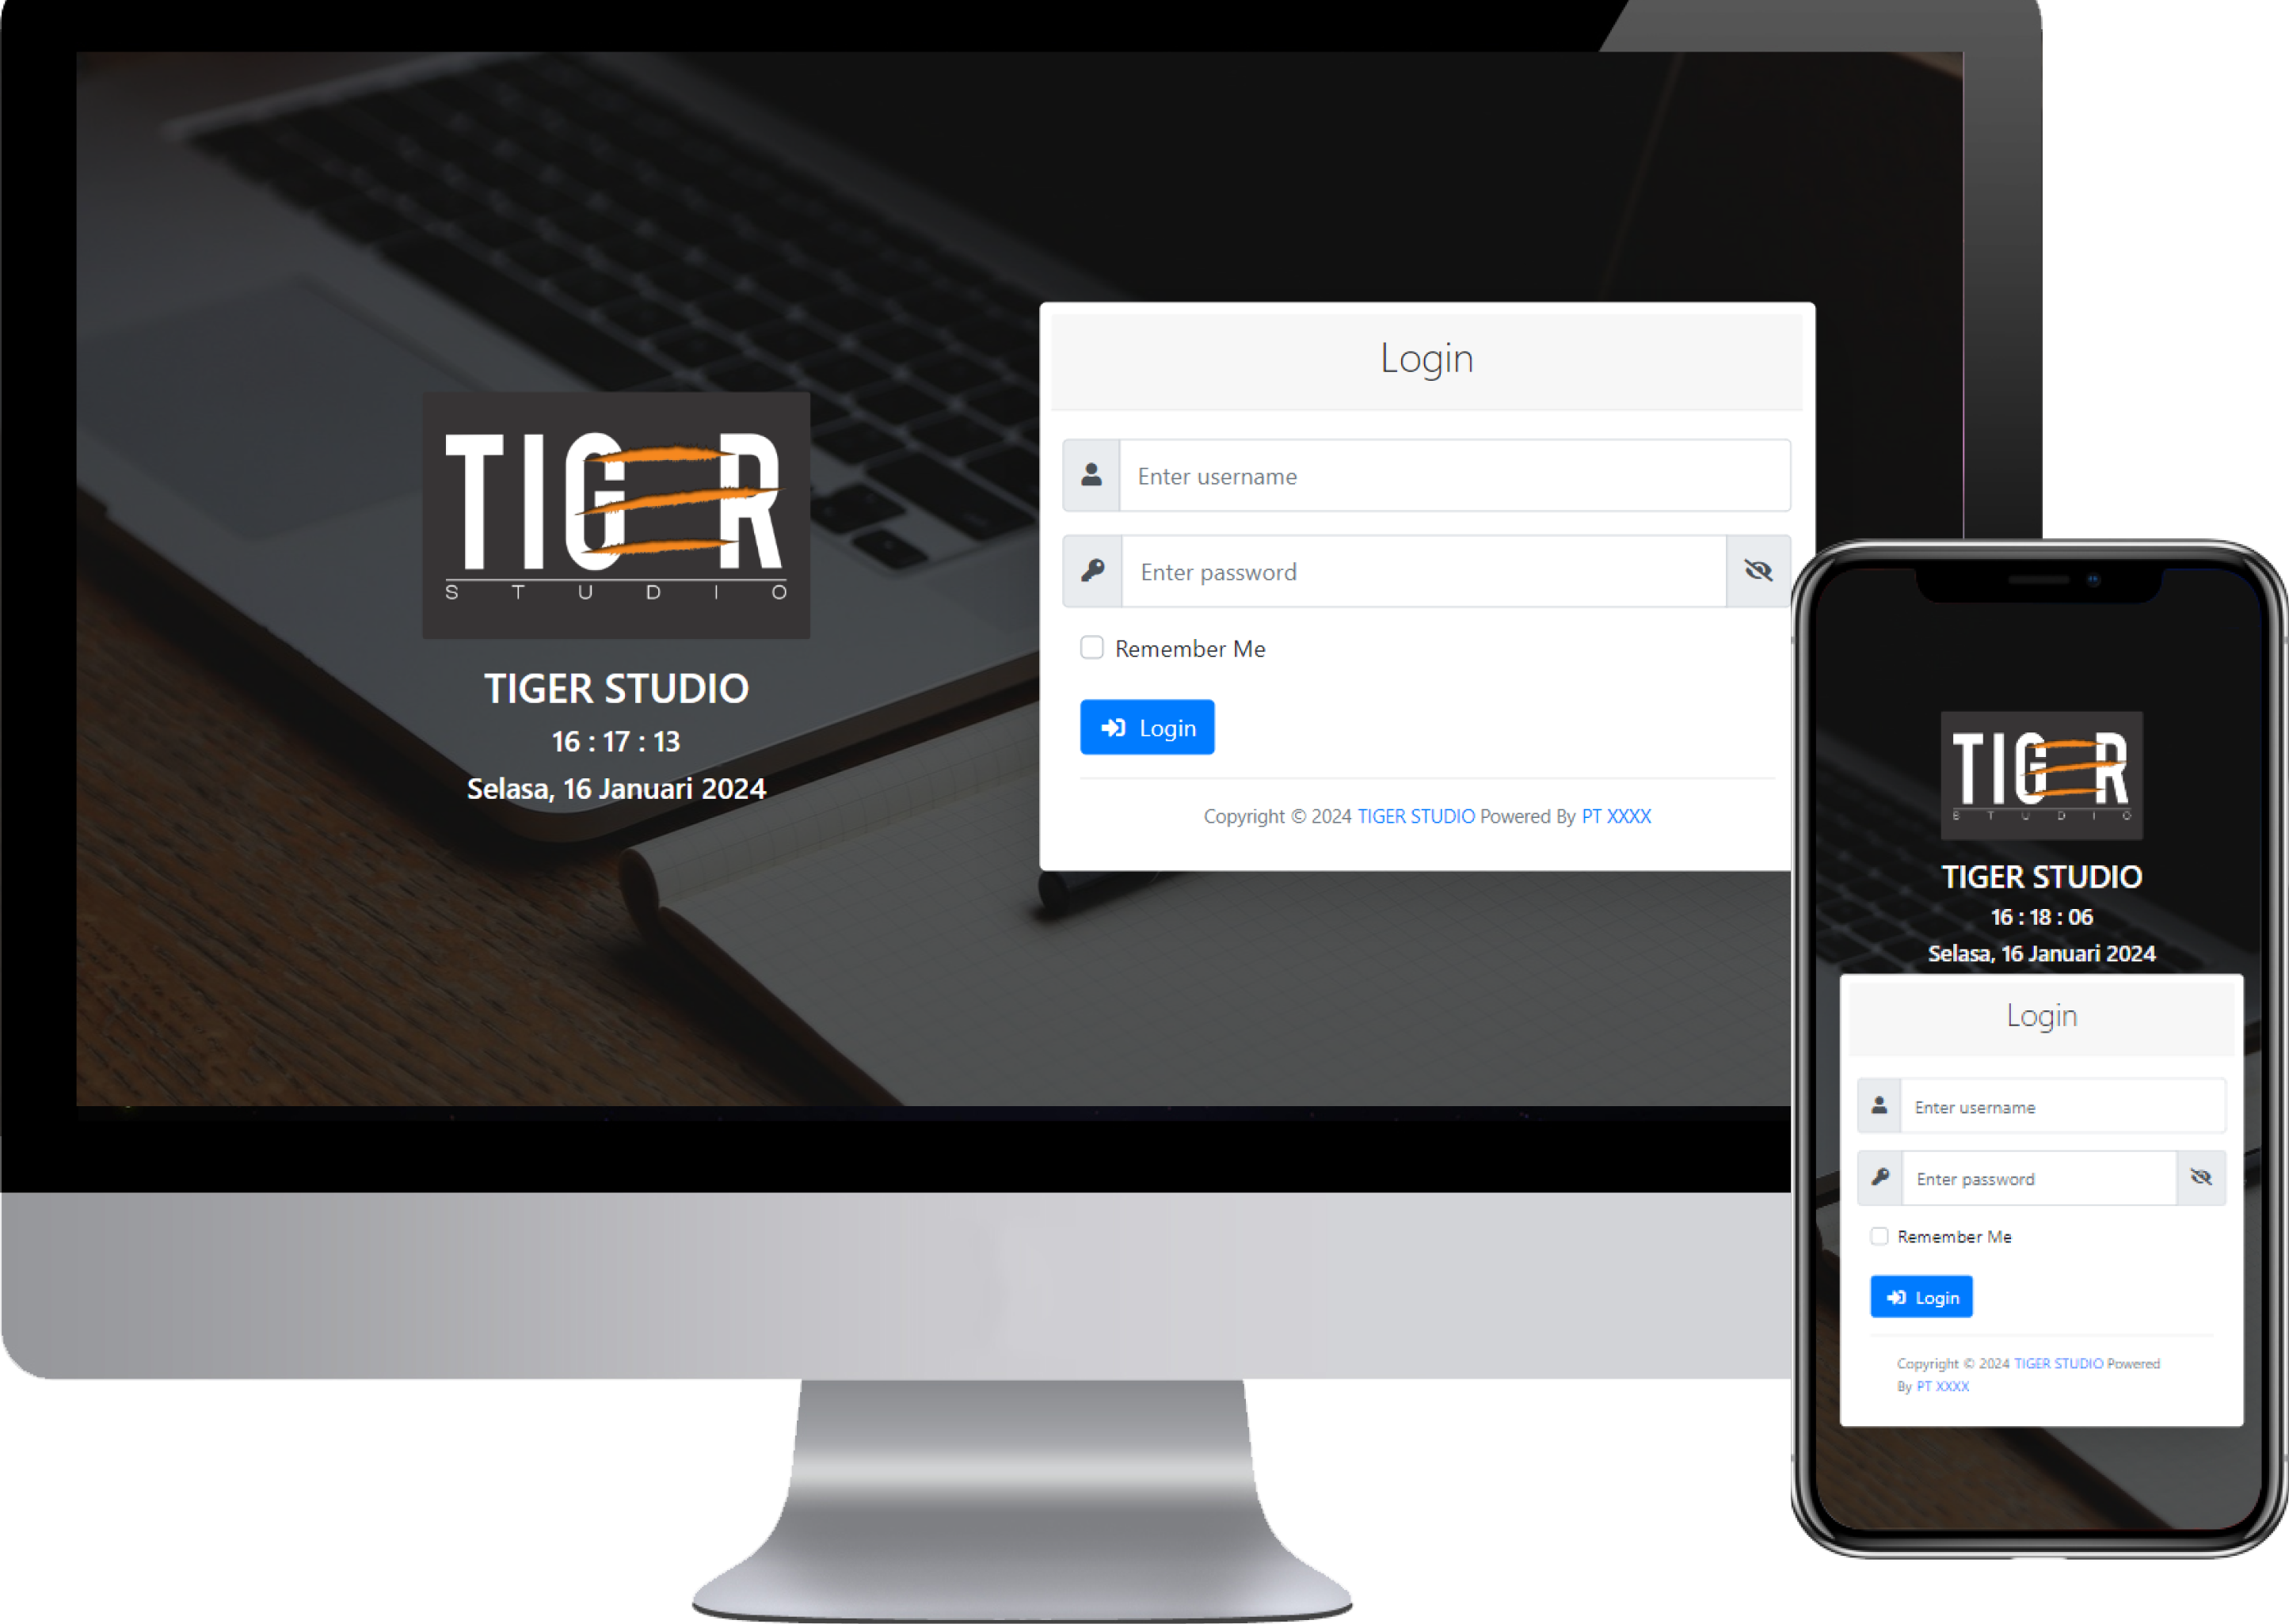 TIGER
STUDIO
TIGER STUDIO
16 : 17 : 13
Selasa, 16 Januari 2024
Login
Enter username
Enter password
Remember Me
Login
Copyright © 2024 TIGER STUDIO Powered By PT XXXX
TIGER
STUDIO
TIGER STUDIO
16 : 18 : 06
Selasa, 16 Januari 2024
Login
Enter username
Enter password
Remember Me
Login
Copyright © 2024 TIGER STUDIO Powered
By PT XXXX